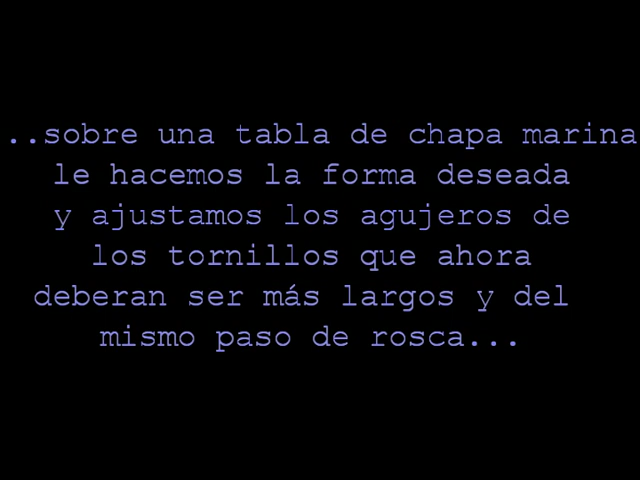 ..sobre una tabla de chapa marina
le hacemos la forma deseada
y ajustamos los agujeros de
los tornillos que ahora
deberan ser más largos y del
mismo paso de rosca...